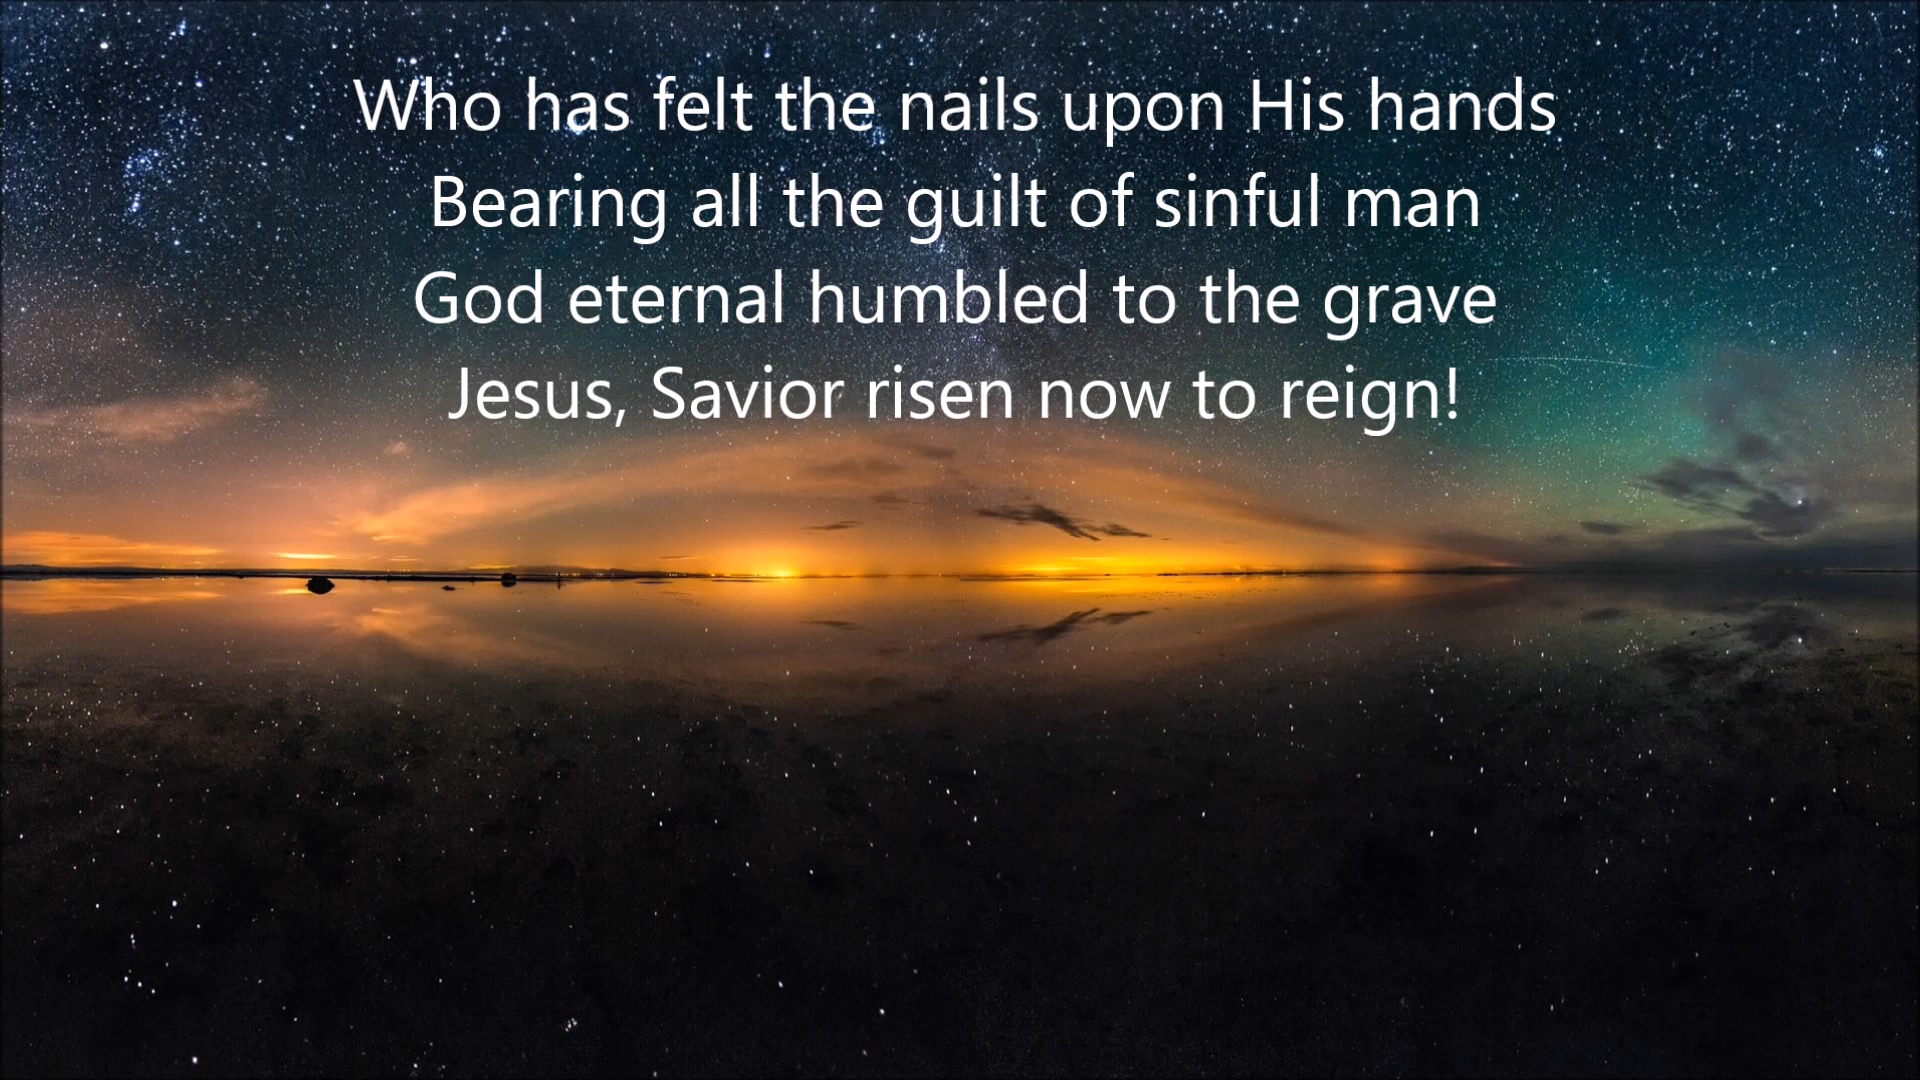 Who has felt the nails upon His hands
Bearing all the guilt of sinful man
God eternal humbled to the grave
Jesus, Savior risen now to reign!